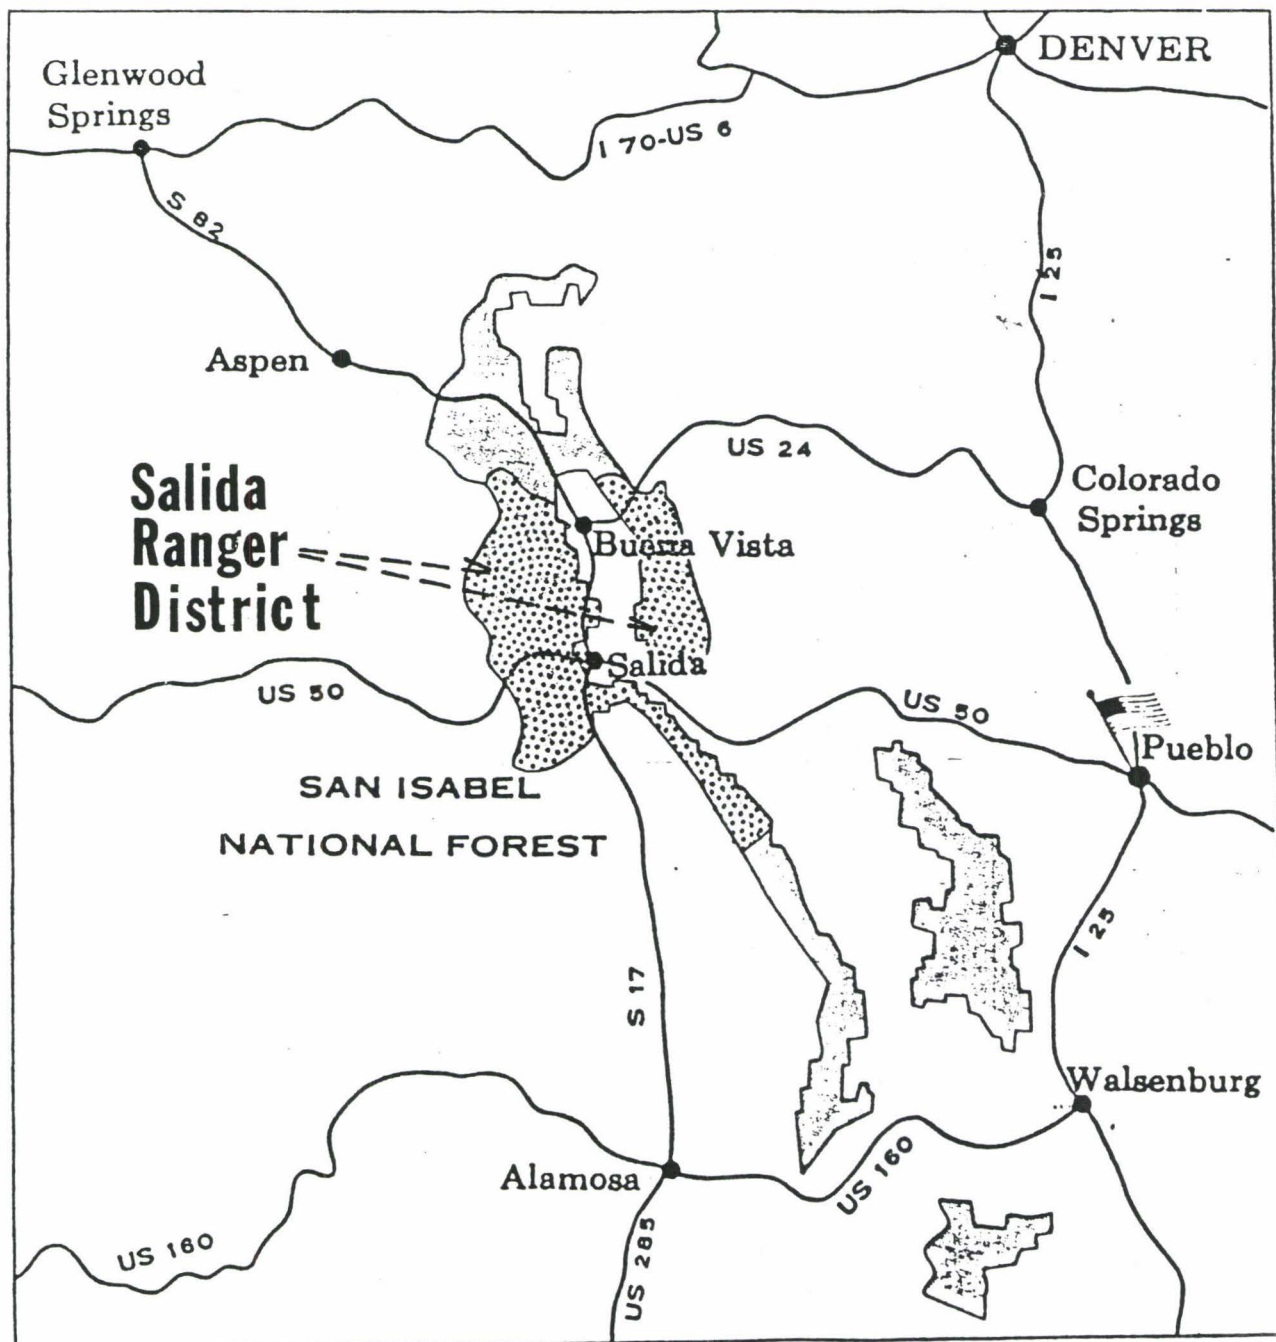 DENVER
Glenwood
Springs
I 70-US 6
S 82
I 25
Aspen
US 24
Salida
Ranger
District
Colorado
Springs
Buena Vista
Salida
US 50
US 50
Pueblo
SAN ISABEL
NATIONAL FOREST
I 25
S 17
Walsenburg
Alamosa
US 160
US 160
US 285